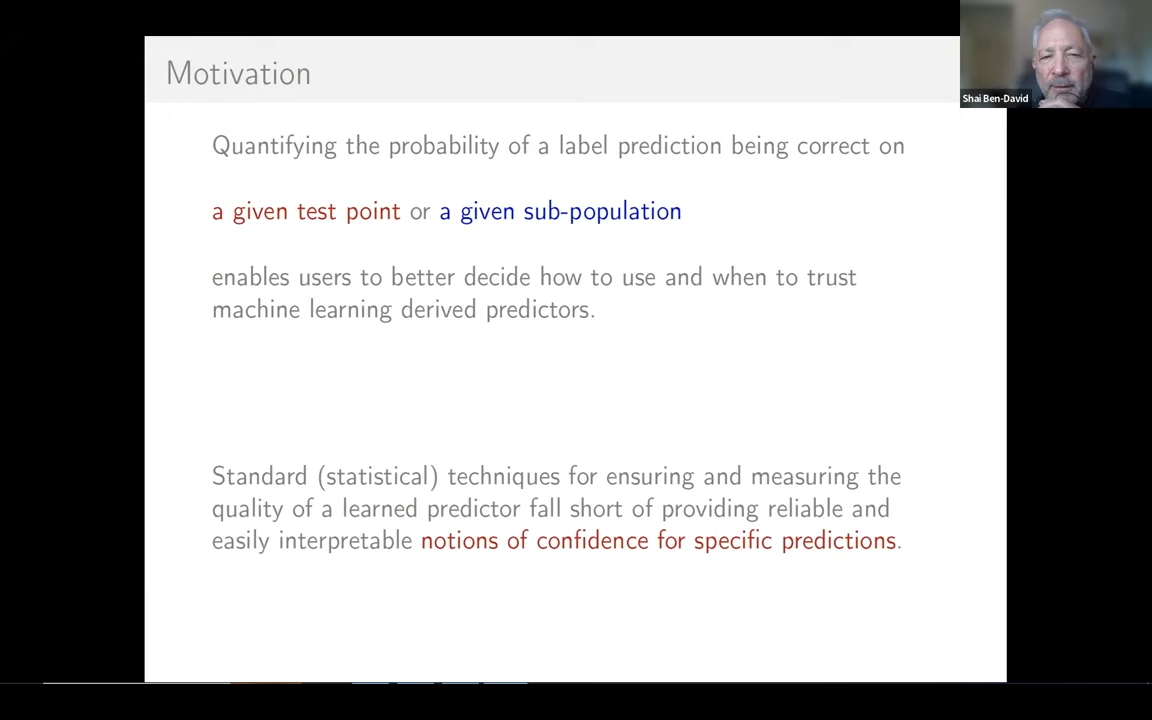 Motivation
Shai Ben-David
Quantifying the probability of a label prediction being correct on
a given test point or a given sub-population
enables users to better decide how to use and when to trust
machine learning derived predictors.
Standard (statistical) techniques for ensuring and measuring the
quality of a learned predictor fall short of providing reliable and
easily interpretable notions of confidence for specific predictions.